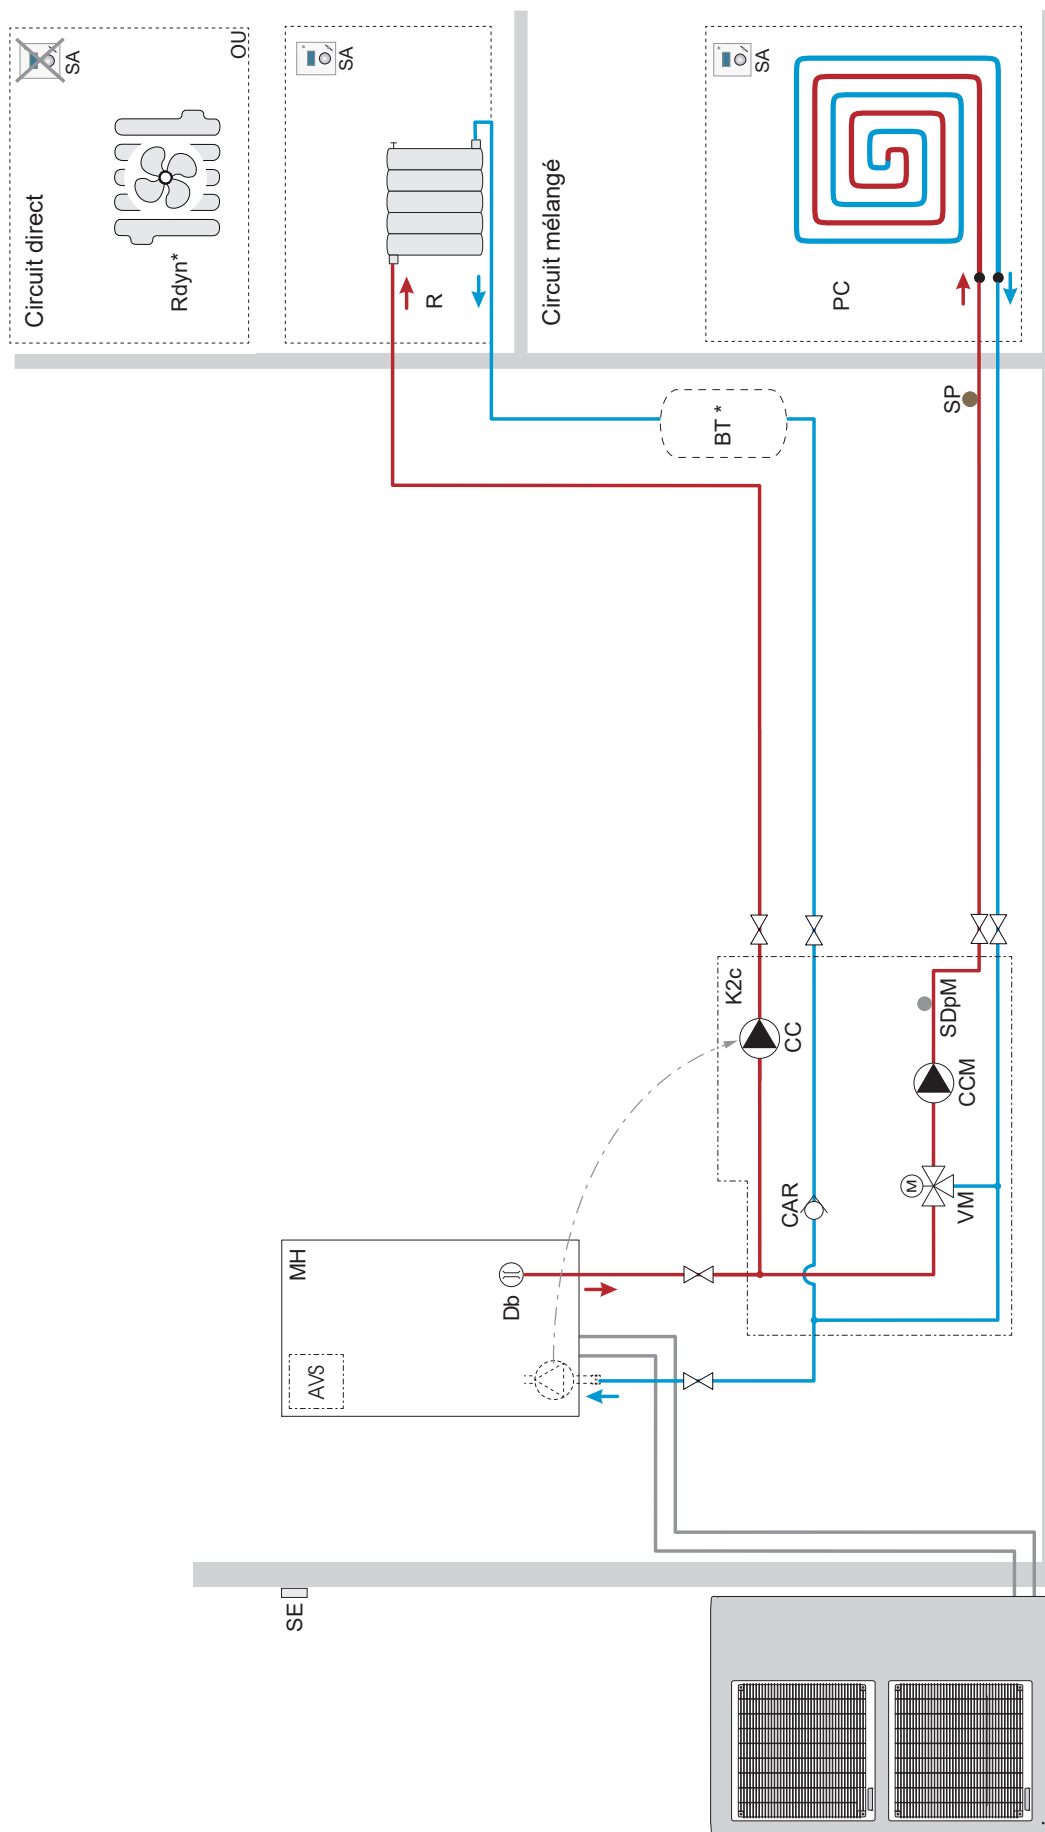 Circuit direct
SA
OU
Rdyn*
SA
R
Circuit mélangé
SA
PC
SP
BT *
K2c
CC
SDpM
CCM
M
VM
CAR
MH
Db
AVS
SE